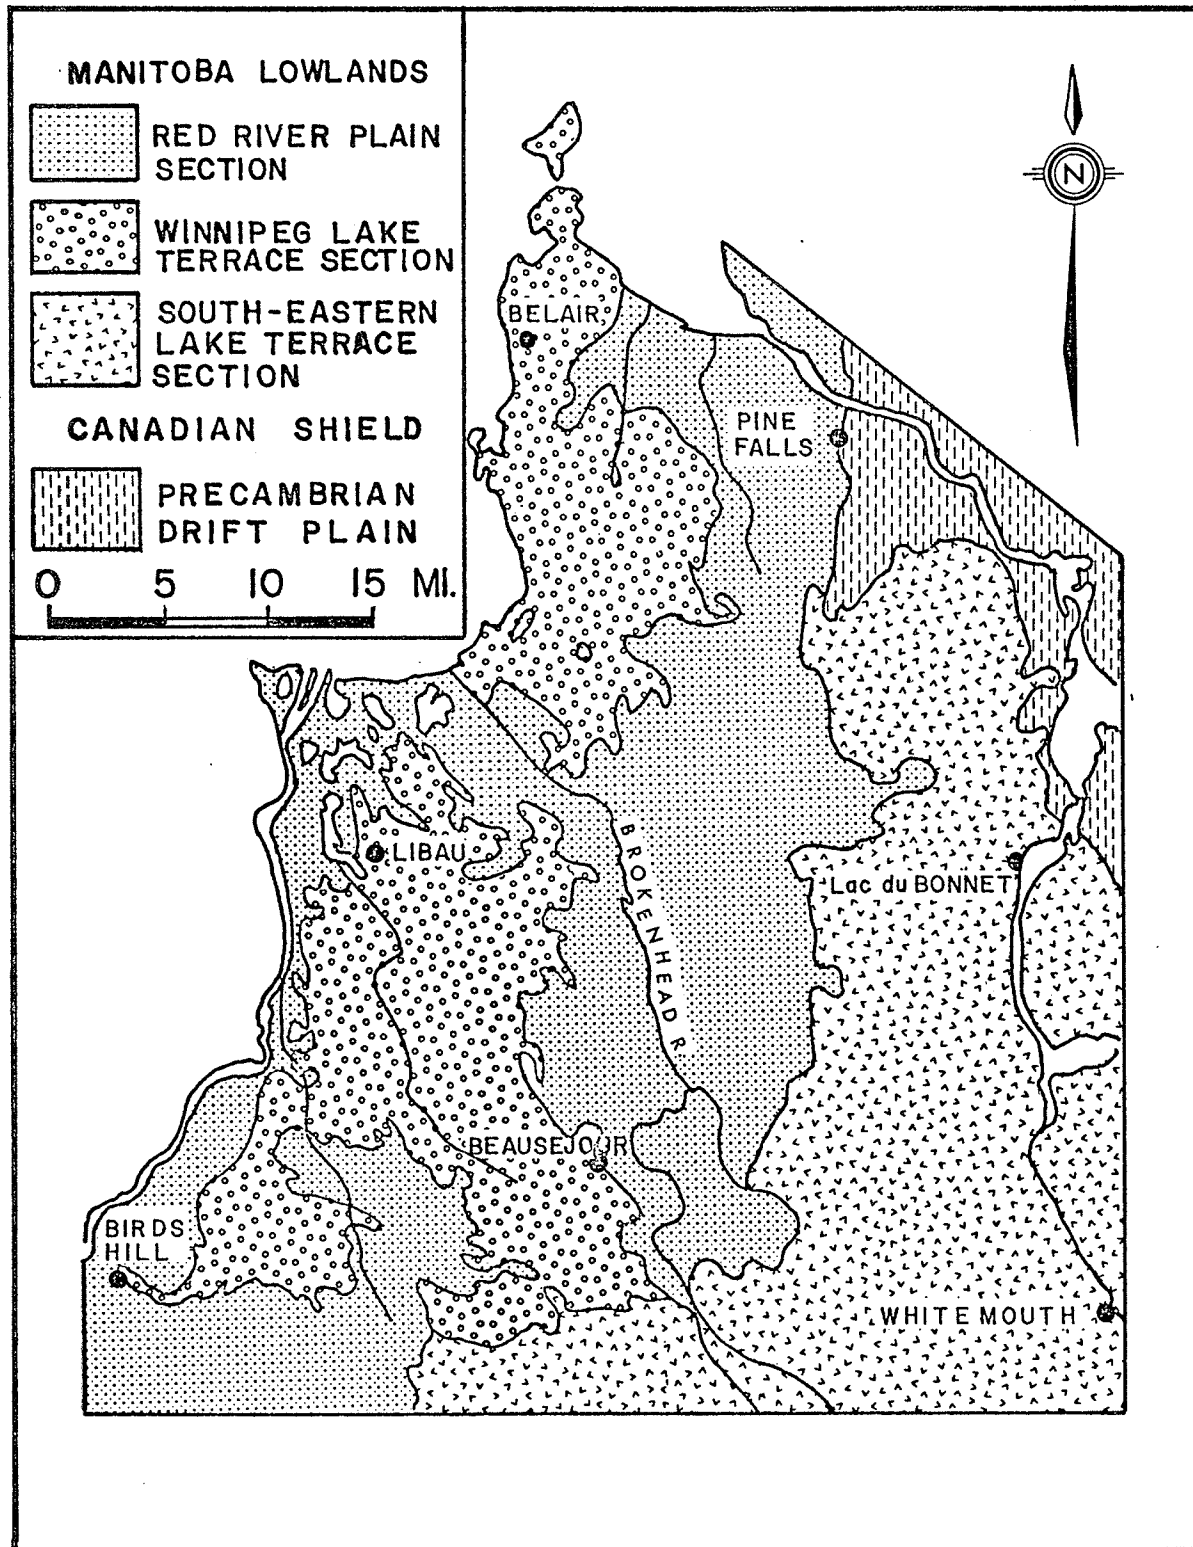 MANITOBA LOWLANDS
RED RIVER PLAIN
SECTION
WINNIPEG LAKE
TERRACE SECTION
SOUTH-EASTERN
LAKE TERRACE
SECTION
CANADIAN SHIELD
PRECAMBRIAN
DRIFT PLAIN
0 5 10 15 MI.
N
BELAIR
PINE
FALLS
BROKENHEAD R
LIBAU
Lac du BONNET
BEAUSEJOUR
BIRDS
HILL
WHITEMOUTH